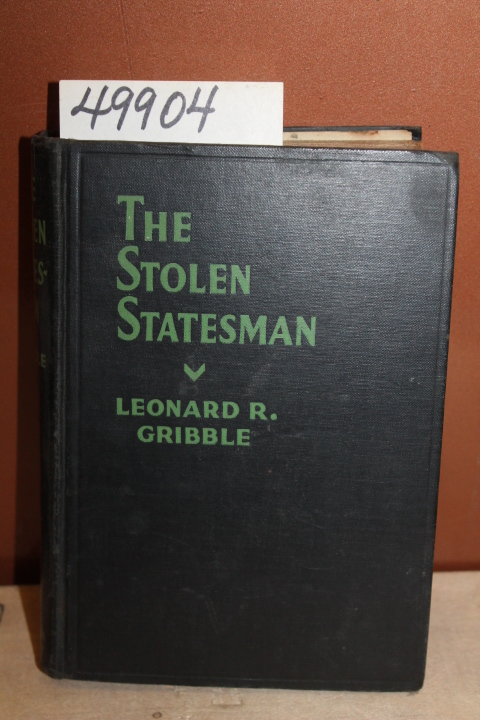 49904
THE
STOLEN
STATESMAN
LEONARD R.
GRIBBLE